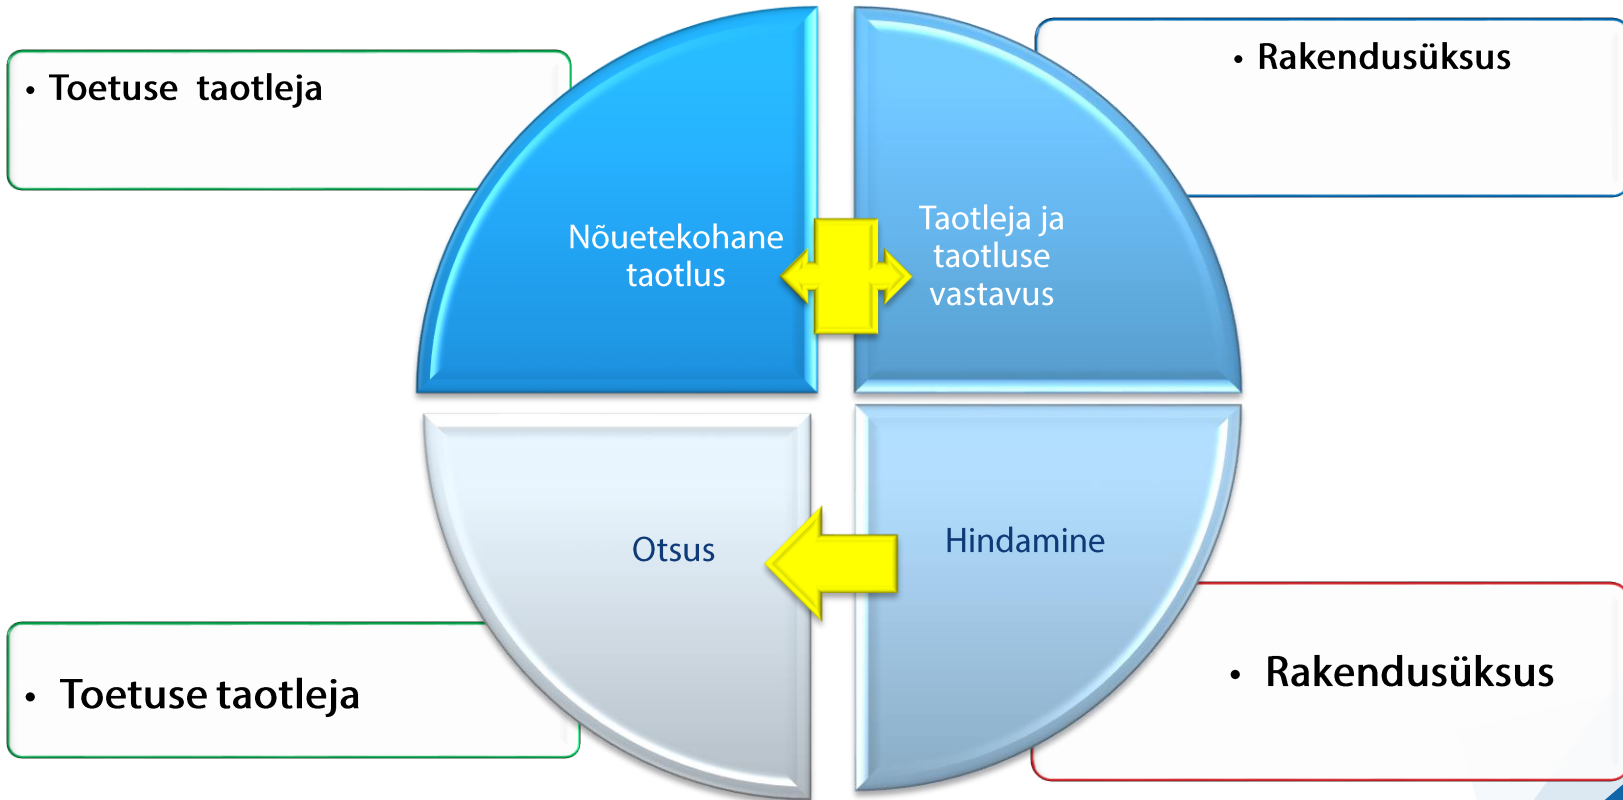 • Toetuse taotleja
• Rakendusüksus
Nõuetekohane
taotlus
Taotleja ja
taotluse
vastavus
Otsus
Hindamine
• Toetuse taotleja
• Rakendusüksus